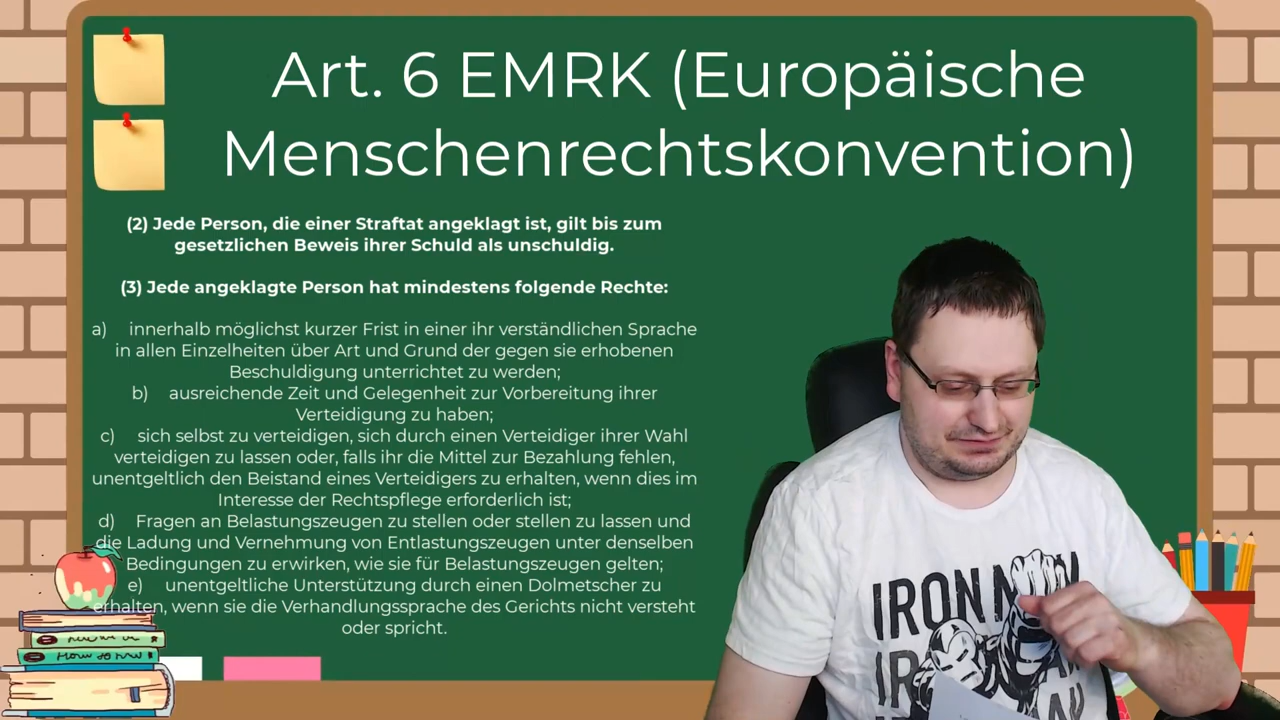 Art. 6 EMRK (Europäische
Menschenrechtskonvention)
(2) Jede Person, die einer Straftat angeklagt ist, gilt bis zum
gesetzlichen Beweis ihrer Schuld als unschuldig.
(3) Jede angeklagte Person hat mindestens folgende Rechte:
a) innerhalb möglichst kurzer Frist in einer ihr verständlichen Sprache
in allen Einzelheiten über Art und Grund der gegen sie erhobenen
Beschuldigung unterrichtet zu werden;
b) ausreichende Zeit und Gelegenheit zur Vorbereitung ihrer
Verteidigung zu haben;
c) sich selbst zu verteidigen, sich durch einen Verteidiger ihrer Wahl
verteidigen zu lassen oder, falls ihr die Mittel zur Bezahlung fehlen,
unentgeltlich den Beistand eines Verteidigers zu erhalten, wenn dies im
Interesse der Rechtspflege erforderlich ist;
d) Fragen an Belastungszeugen zu stellen oder stellen zu lassen und
die Ladung und Vernehmung von Entlastungszeugen unter denselben
Bedingungen zu erwirken, wie sie für Belastungszeugen gelten;
e) unentgeltliche Unterstützung durch einen Dolmetscher zu
erhalten, wenn sie die Verhandlungssprache des Gerichts nicht versteht
oder spricht.
IRON